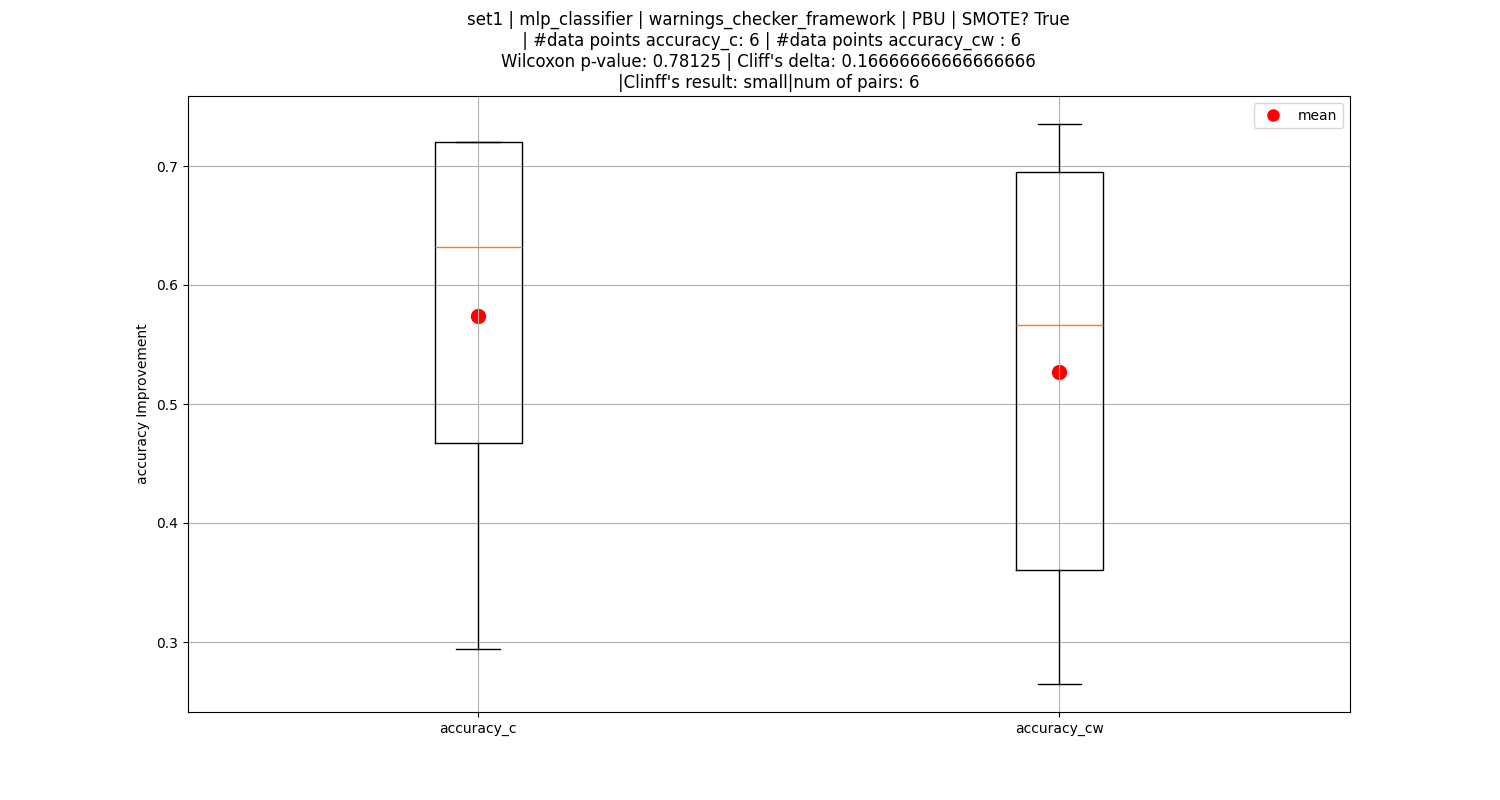 set1 | mlp_classifier | warnings_checker_framework | PBU | SMOTE? True
| #data points accuracy_c: 6 | #data points accuracy_cw : 6
Wilcoxon p-value: 0.78125 | Cliff's delta: 0.16666666666666666
|Clinff's result: small|num of pairs: 6
mean
0.7
0.6
0.5
0.4
0.3
accuracy Improvement
accuracy_c
accuracy_cw